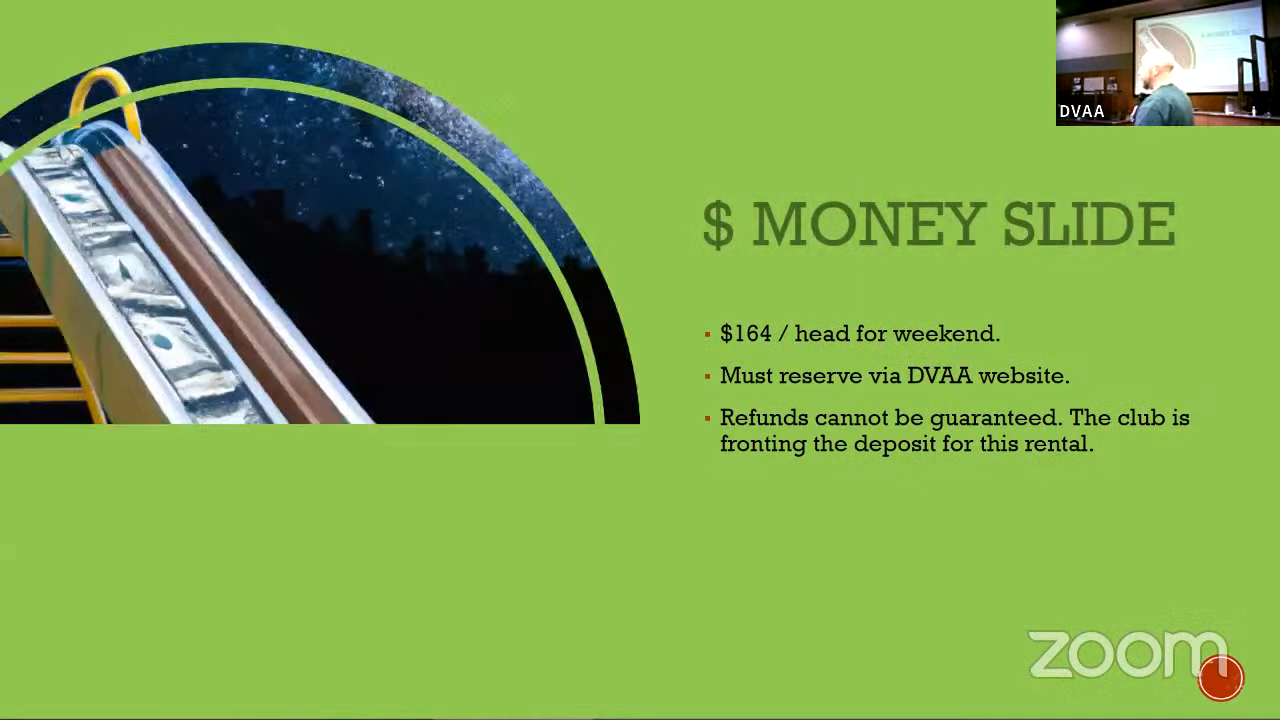 DVAA
$ MONEY SLIDE
$164 / head for weekend.
Must reserve via DVAA website.
Refunds cannot be guaranteed. The club is
fronting the deposit for this rental.
zoom